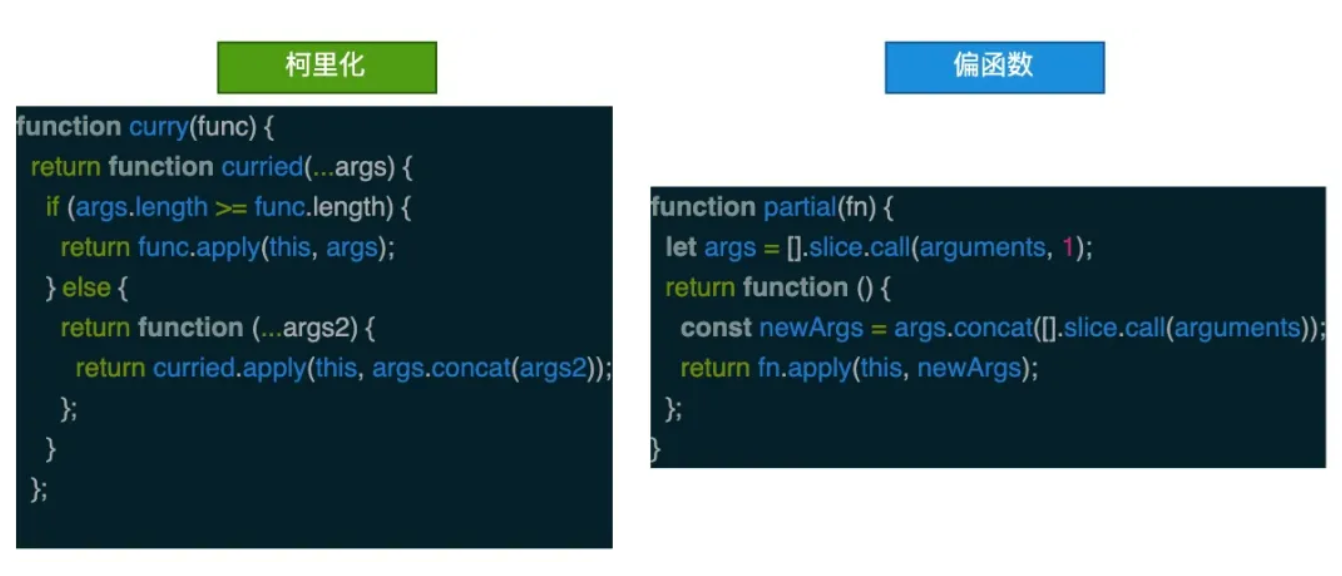 柯里化
function curry(func) {
  return function curried(...args) {
    if (args.length >= func.length) {
      return func.apply(this, args);
    } else {
      return function (...args2) {
        return curried.apply(this, args.concat(args2));
      };
    }
  };
偏函数
function partial(fn) {
  let args = [].slice.call(arguments, 1);
  return function () {
    const newArgs = args.concat([].slice.call(arguments));
    return fn.apply(this, newArgs);
  };
}